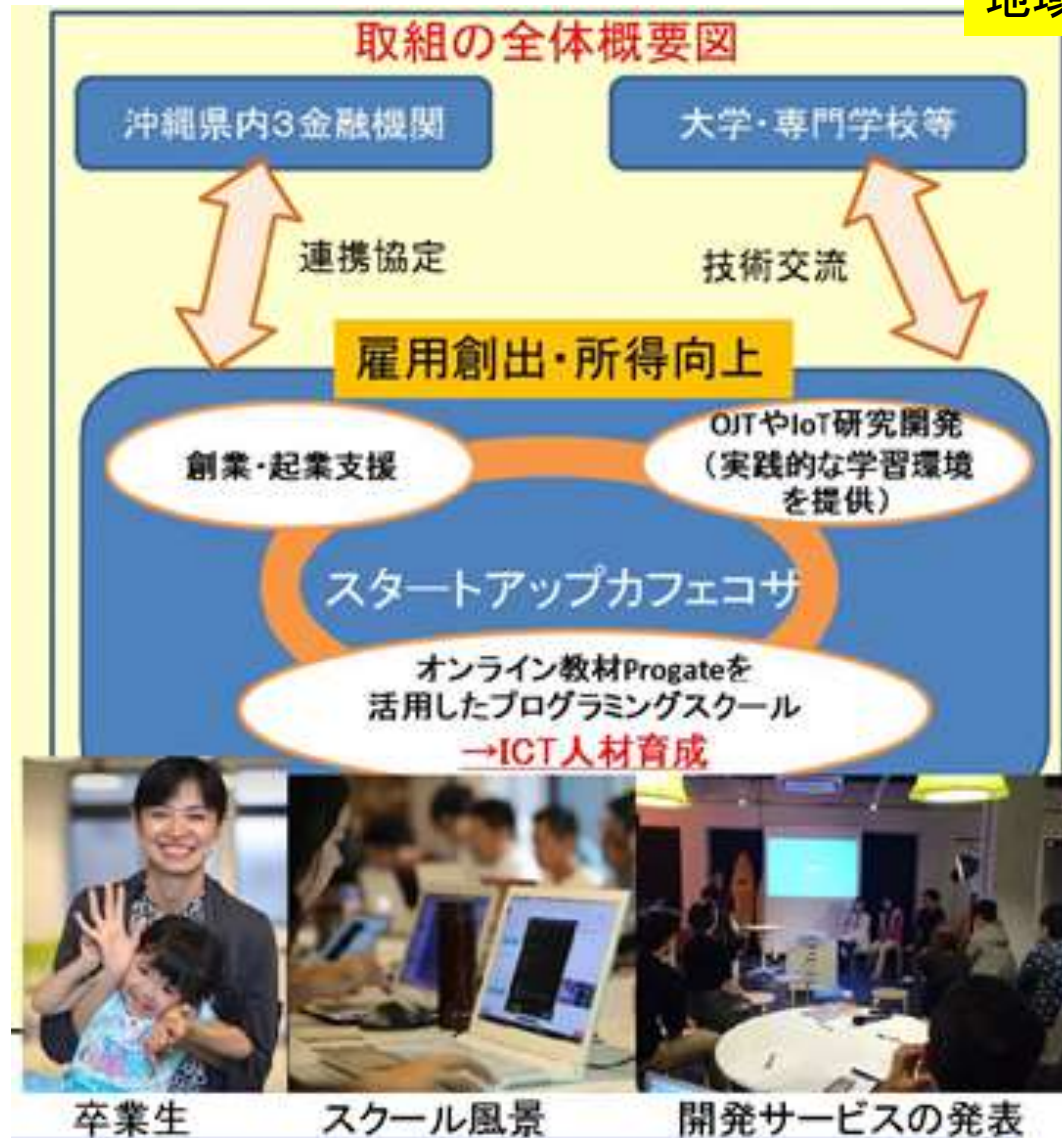 取組の全体概要図
沖縄県内3金融機関
大学・専門学校等
連携協定
技術交流
雇用創出・所得向上
創業・起業支援
OJTやIoT研究開発
（実践的な学習環境
を提供）
スタートアップカフェコザ
オンライン教材Progateを
活用したプログラミングスクール
→ICT人材育成
卒業生
スクール風景
開発サービスの発表